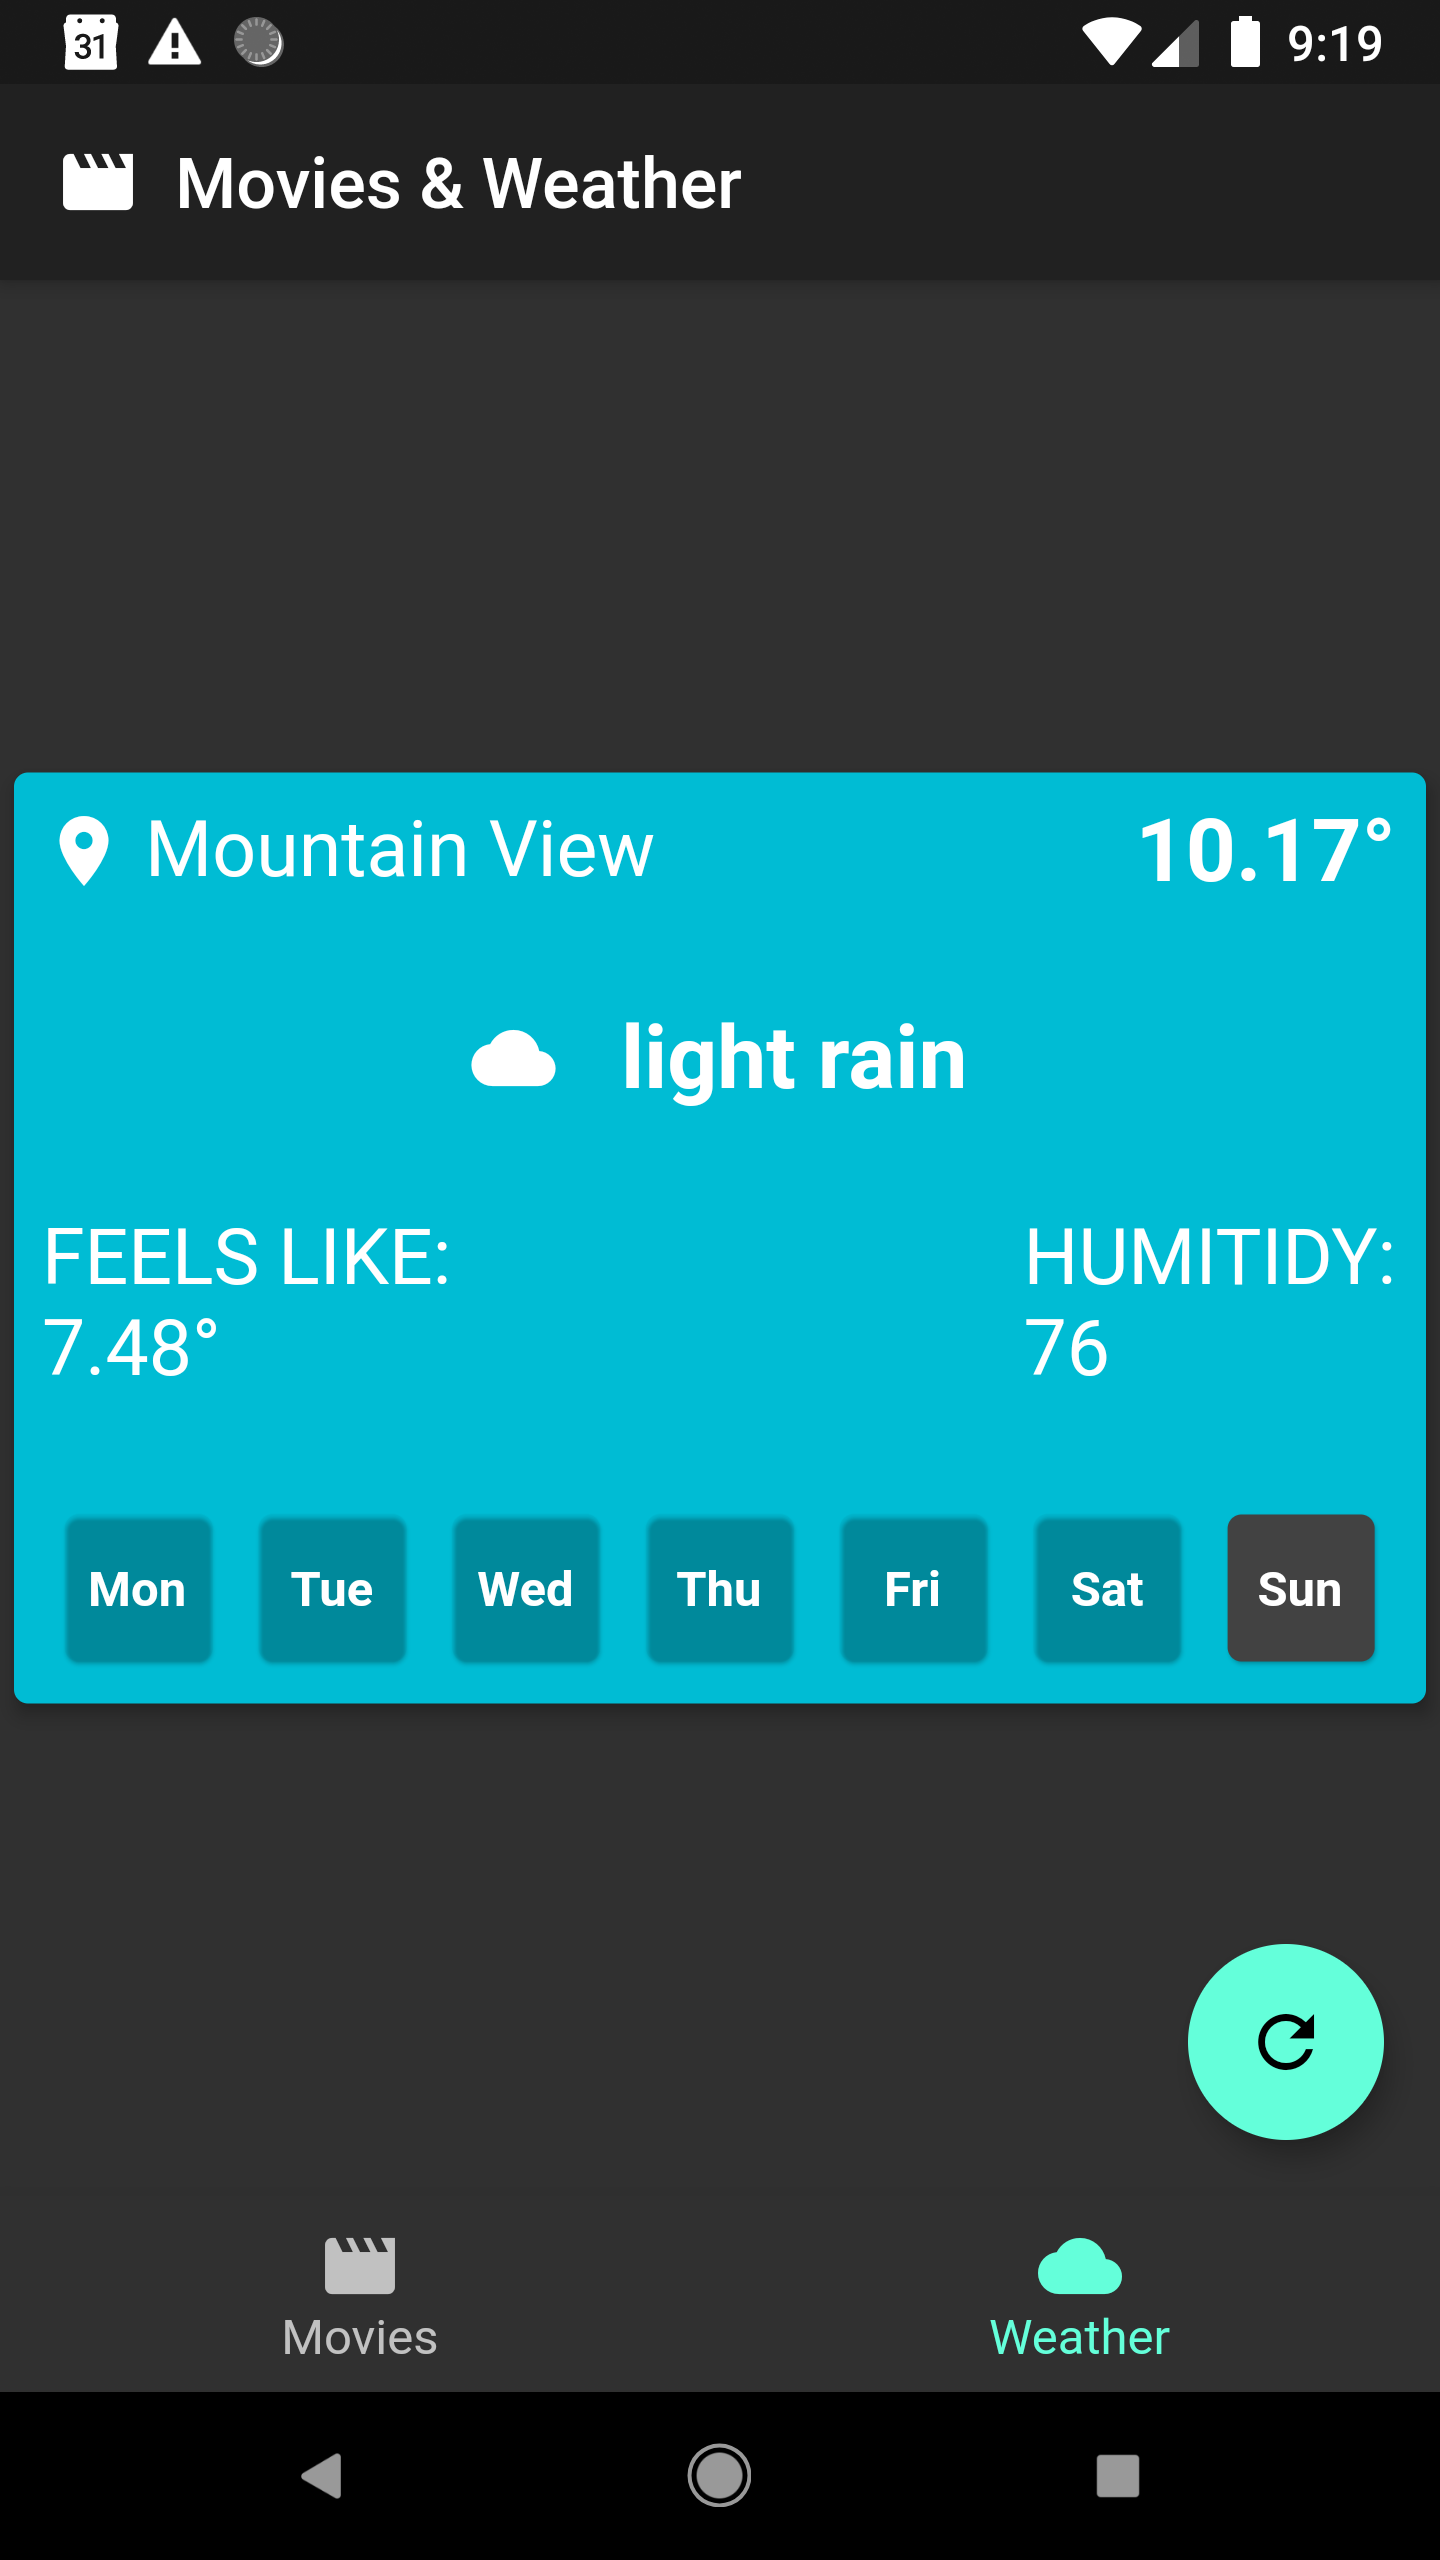 31 9:19
Movies & Weather
Mountain View 10.17°
light rain
FEELS LIKE: HUMITIDY:
7.48° 76
Mon Tue Wed Thu Fri Sat Sun
Movies Weather